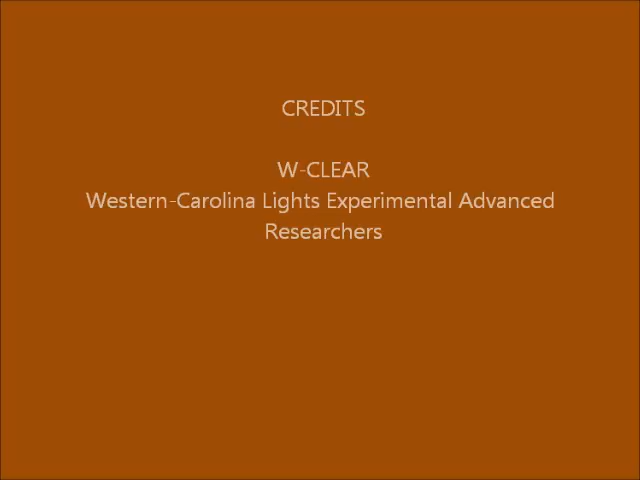 CREDITS
W-CLEAR
Western-Carolina Lights Experimental Advanced
Researchers